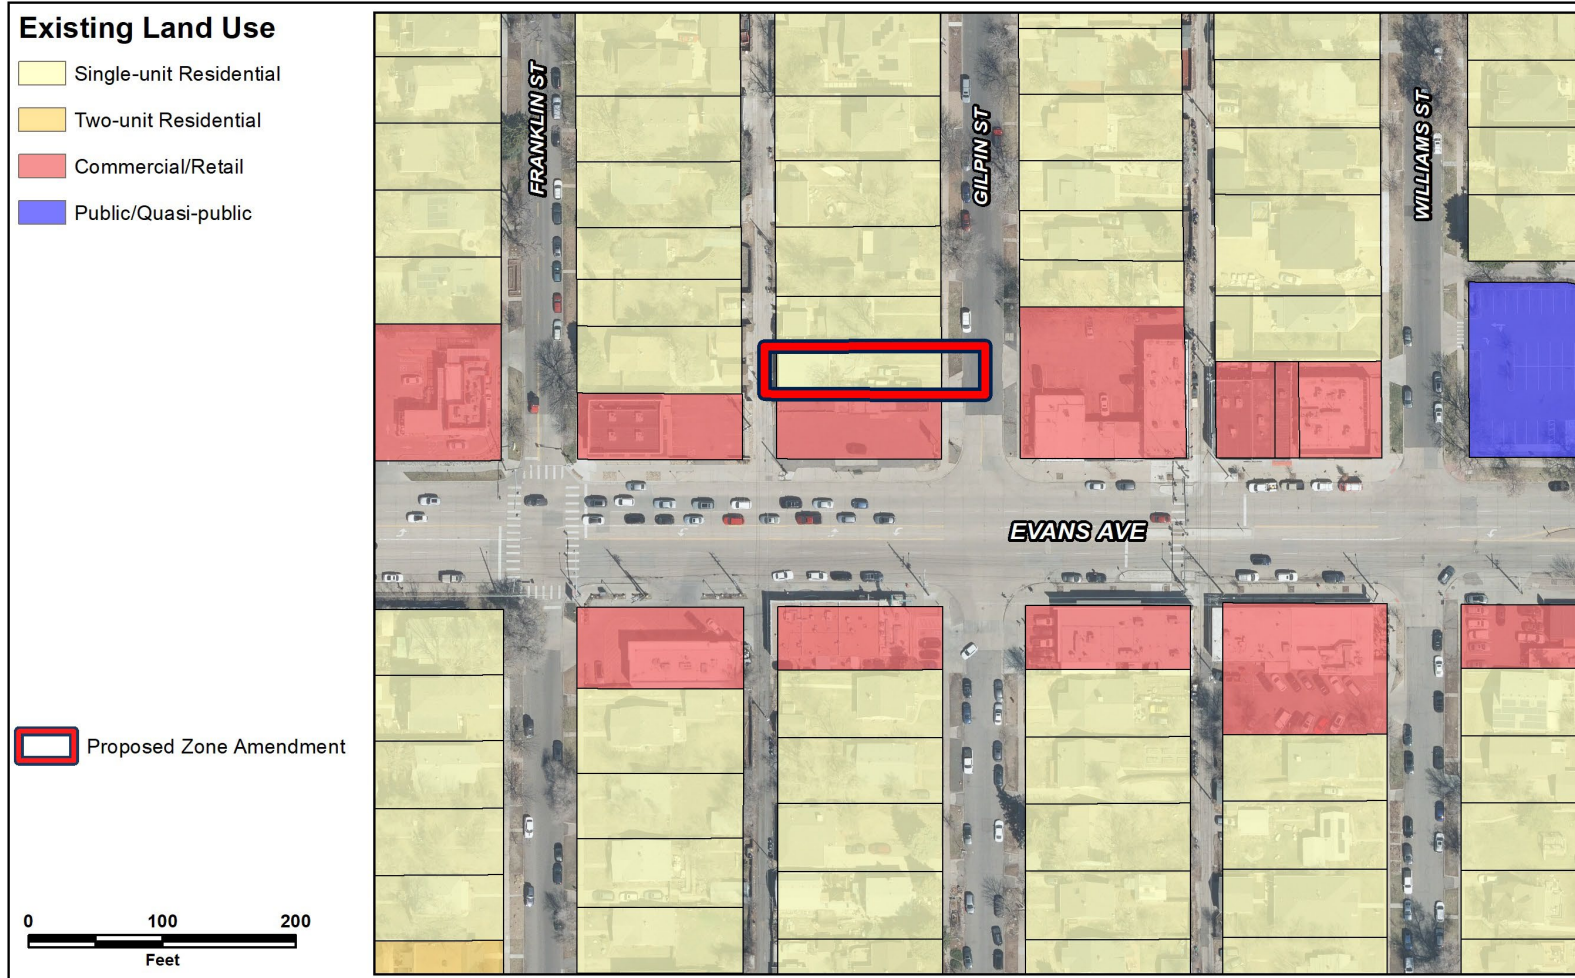 Existing Land Use
Single-unit Residential
Two-unit Residential
Commercial/Retail
Public/Quasi-public
Proposed Zone Amendment
0 100 200
Feet
FRANKLIN ST
GILPIN ST
WILLIAMS ST
EVANS AVE